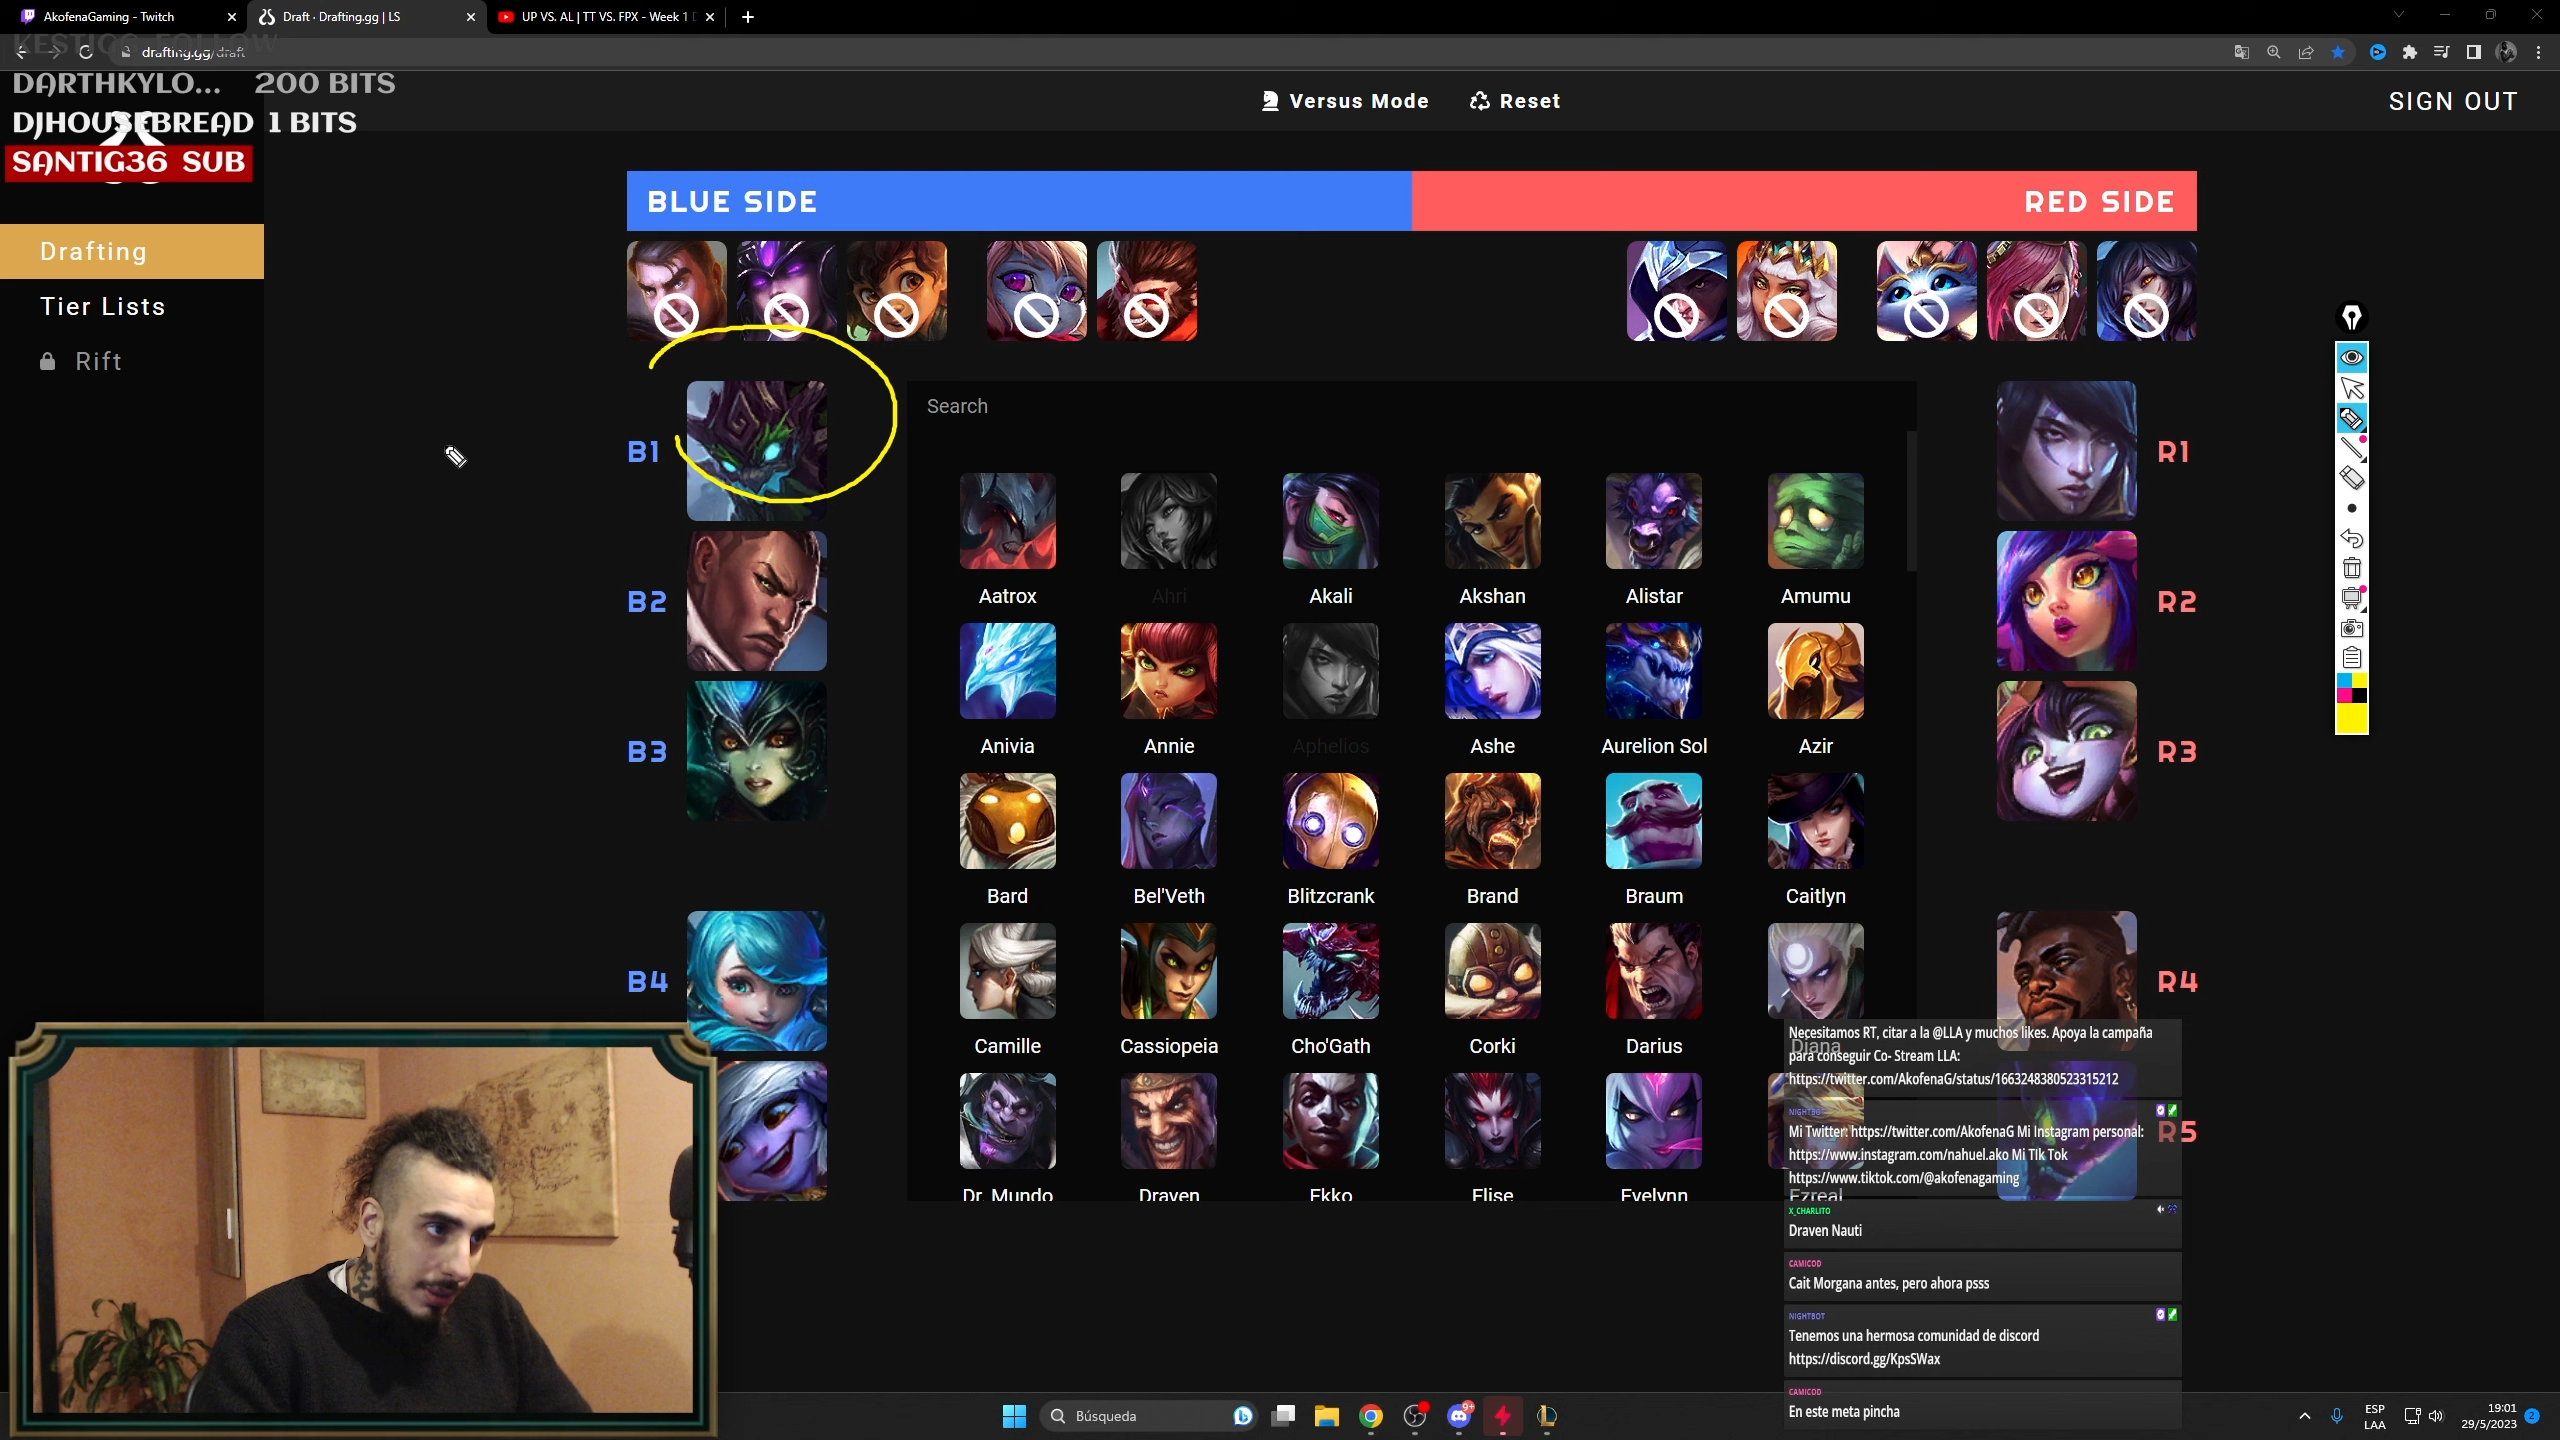 AkofenaGaming - Twitch
Draft · Drafting.gg | LS
UP VS. AL | TT VS. FPX - Week 1
KESTIGG FOLLOW
drafting.gg/draft
DARTHKYLO... 200 BITS
DJHOUSEBREAD 1 BITS
SANTIG36 SUB
Versus Mode
Reset
SIGN OUT
Drafting
Tier Lists
Rift
BLUE SIDE
RED SIDE
Search
B1
B2
B3
B4
R1
R2
R3
R4
R5
Aatrox
Ahri
Akali
Akshan
Alistar
Amumu
Anivia
Annie
Aphelios
Ashe
Aurelion Sol
Azir
Bard
Bel'Veth
Blitzcrank
Brand
Braum
Caitlyn
Camille
Cassiopeia
Cho'Gath
Corki
Darius
Diana
Dr. Mundo
Draven
Ekko
Elise
Evelynn
Ezreal
Necesitamos RT, citar a la @LLA y muchos likes. Apoya la campaña
para conseguir Co- Stream LLA:
https://twitter.com/AkofenaG/status/1663248380523315212
NIGHTBOT
Mi Twitter: https://twitter.com/AkofenaG Mi Instagram personal:
https://www.instagram.com/nahuel.ako Mi TIk Tok
https://www.tiktok.com/@akofenagaming
X_CHARLITO
Draven Nauti
CAMICOD
Cait Morgana antes, pero ahora psss
NIGHTBOT
Tenemos una hermosa comunidad de discord
https://discord.gg/KpsSWax
CAMICOD
En este meta pincha
Búsqueda
9+
ESP
LAA
19:01
29/5/2023
2